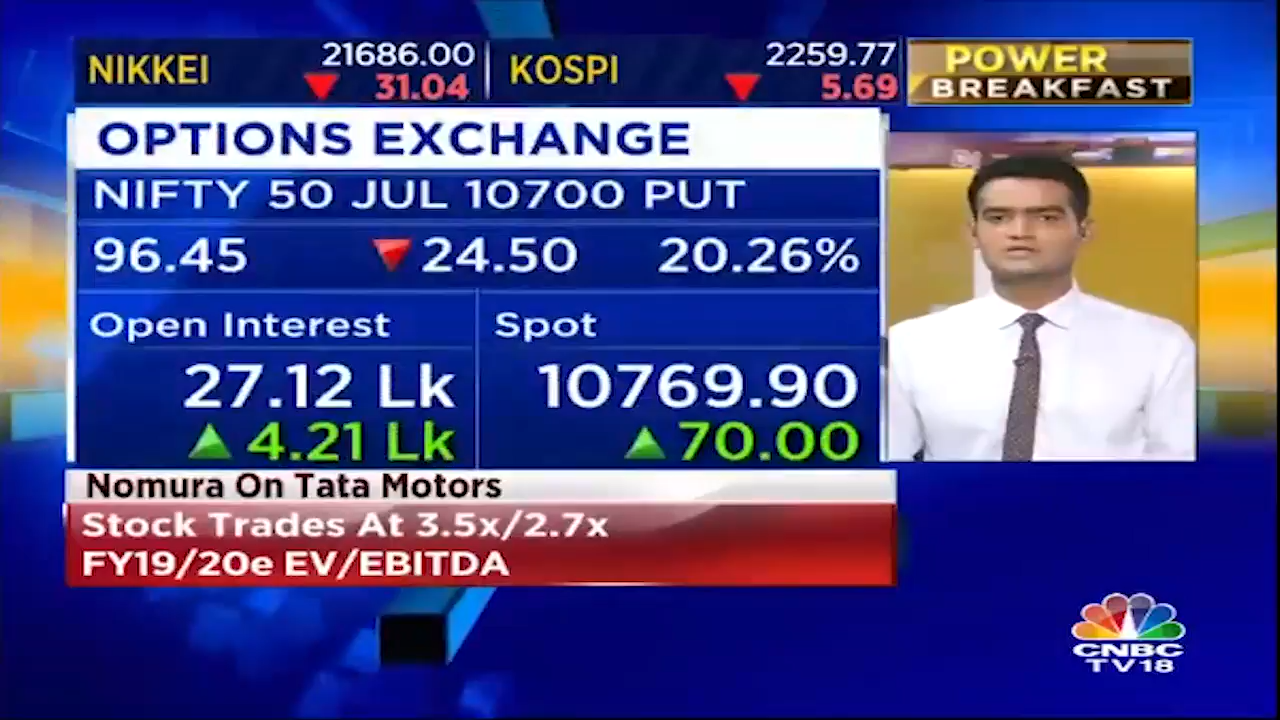 NIKKEI 21686.00 KOSPI 2259.77
▼ 31.04 ▼ 5.69
POWER
BREAKFAST
OPTIONS EXCHANGE
NIFTY 50 JUL 10700 PUT
96.45 ▼ 24.50 20.26%
Open Interest Spot
27.12 Lk 10769.90
▲ 4.21 Lk ▲ 70.00
Nomura On Tata Motors
Stock Trades At 3.5x/2.7x
FY19/20e EV/EBITDA
CNBC
TV18